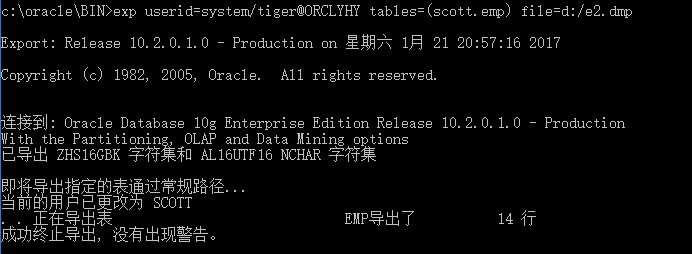 c:\oracle\BIN>exp userid=system/tiger@ORCLYHY tables=(scott.emp) file=d:/e2.dmp
Export: Release 10.2.0.1.0 - Production on 星期六 1月 21 20:57:16 2017
Copyright (c) 1982, 2005, Oracle.  All rights reserved.
连接到: Oracle Database 10g Enterprise Edition Release 10.2.0.1.0 - Production
With the Partitioning, OLAP and Data Mining options
已导出 ZHS16GBK 字符集和 AL16UTF16 NCHAR 字符集
即将导出指定的表通过常规路径...
当前的用户已更改为 SCOTT
. . 正在导出表                             EMP导出了          14 行
成功终止导出, 没有出现警告。